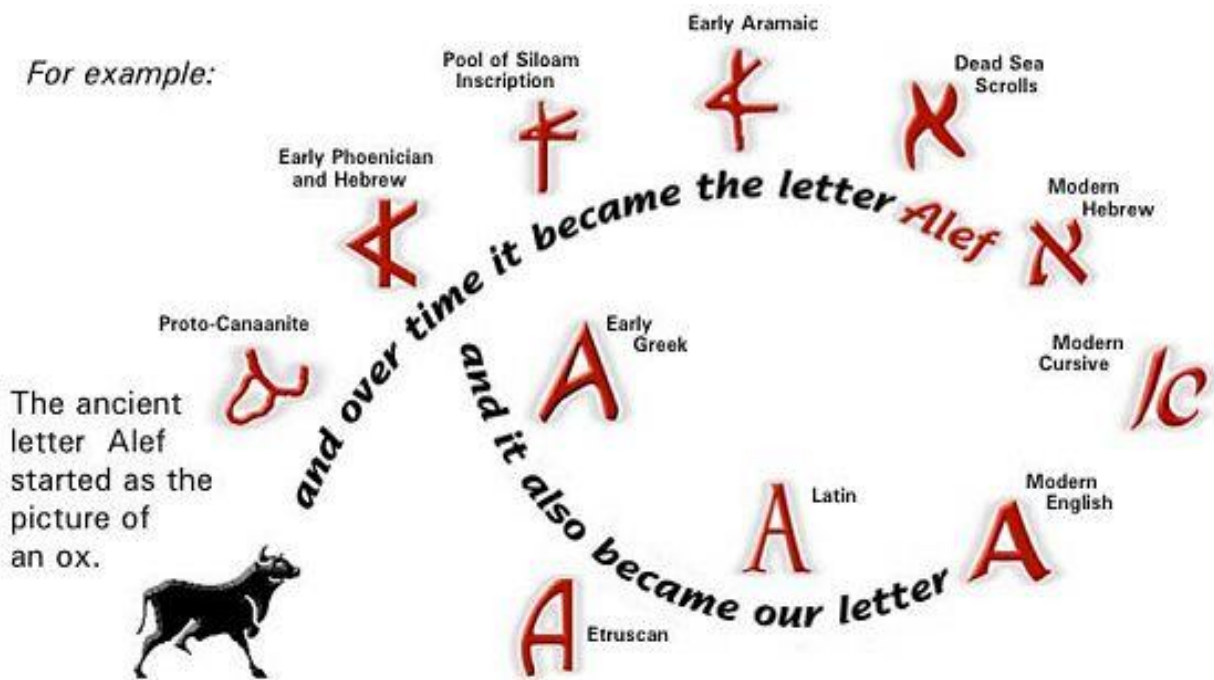 For example:
Early Aramaic
Pool of Siloam
Inscription
Dead Sea
Scrolls
Early Phoenician
and Hebrew
Modern
Hebrew
א
Proto-Canaanite
The ancient
letter Alef
started as the
picture of
an ox.
and over time it became the letter Alef
Early
Greek
A
Modern
Cursive
and it also became our letter
Etruscan
A
Latin
A
Modern
English
A